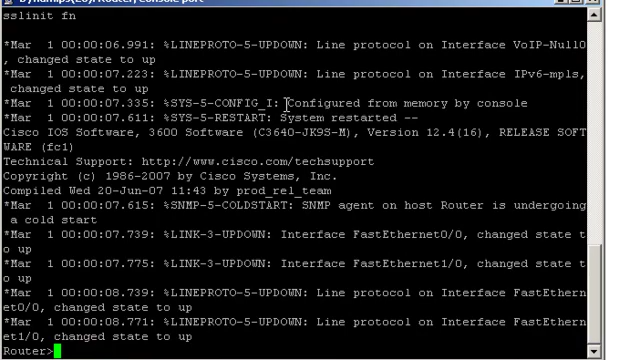 Dynamips(28): Router, Console port
sslinit fn
*Mar  1 00:00:06.991: %LINEPROTO-5-UPDOWN: Line protocol on Interface VoIP-Null0
, changed state to up
*Mar  1 00:00:07.223: %LINEPROTO-5-UPDOWN: Line protocol on Interface IPv6-mpls,
 changed state to up
*Mar  1 00:00:07.335: %SYS-5-CONFIG_I: Configured from memory by console
*Mar  1 00:00:07.611: %SYS-5-RESTART: System restarted --
Cisco IOS Software, 3600 Software (C3640-JK9S-M), Version 12.4(16), RELEASE SOFT
WARE (fc1)
Technical Support: http://www.cisco.com/techsupport
Copyright (c) 1986-2007 by Cisco Systems, Inc.
Compiled Wed 20-Jun-07 11:43 by prod_rel_team
*Mar  1 00:00:07.615: %SNMP-5-COLDSTART: SNMP agent on host Router is undergoing
 a cold start
*Mar  1 00:00:07.739: %LINK-3-UPDOWN: Interface FastEthernet0/0, changed state t
o up
*Mar  1 00:00:07.775: %LINK-3-UPDOWN: Interface FastEthernet1/0, changed state t
o up
*Mar  1 00:00:08.739: %LINEPROTO-5-UPDOWN: Line protocol on Interface FastEthern
et0/0, changed state to up
*Mar  1 00:00:08.771: %LINEPROTO-5-UPDOWN: Line protocol on Interface FastEthern
et1/0, changed state to up
Router>